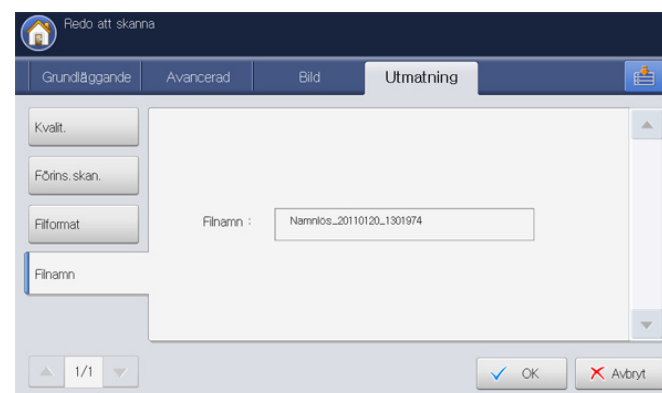 Redo att skanna
Grundläggande
Avancerad
Bild
Utmatning
Kvalit.
Förins.skan.
Filformat
Filnamn
Filnamn :
Namnlös_20110120_1301974
1/1
OK
Avbryt